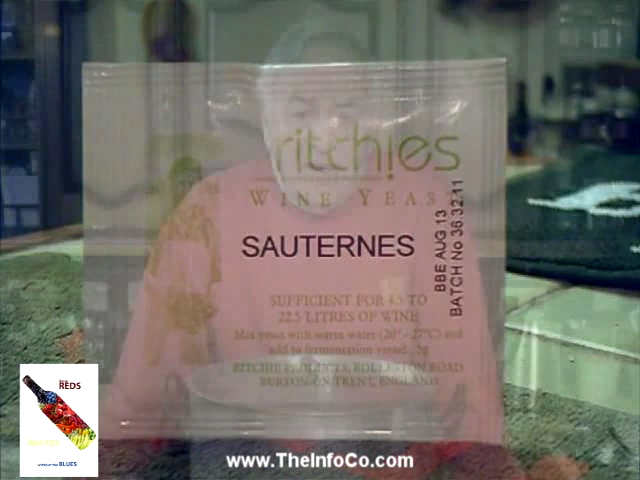 ritchies
WINE YEAST
SAUTERNES
BBE AUG 13
BATCH No 36.32.11
SUFFICIENT FOR 4.5 TO
22.5 LITRES OF WINE
Mix yeast with warm water (20° - 27°C) and
add to fermentation vessel. 5g
RITCHIE PRODUCTS, ROLLESTON ROAD
BURTON-ON-TRENT, ENGLAND
REDS
BLUES
www.TheInfoCo.com